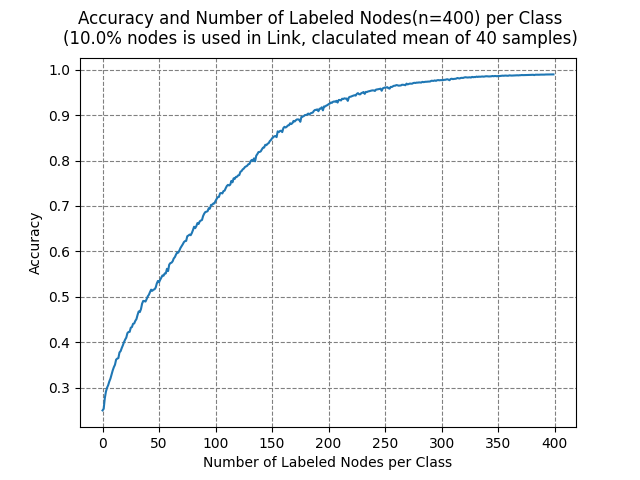 Accuracy and Number of Labeled Nodes(n=400) per Class
(10.0% nodes is used in Link, claculated mean of 40 samples)
1.0
0.9
0.8
0.7
0.6
0.5
0.4
0.3
Accuracy
0 50 100 150 200 250 300 350 400
Number of Labeled Nodes per Class